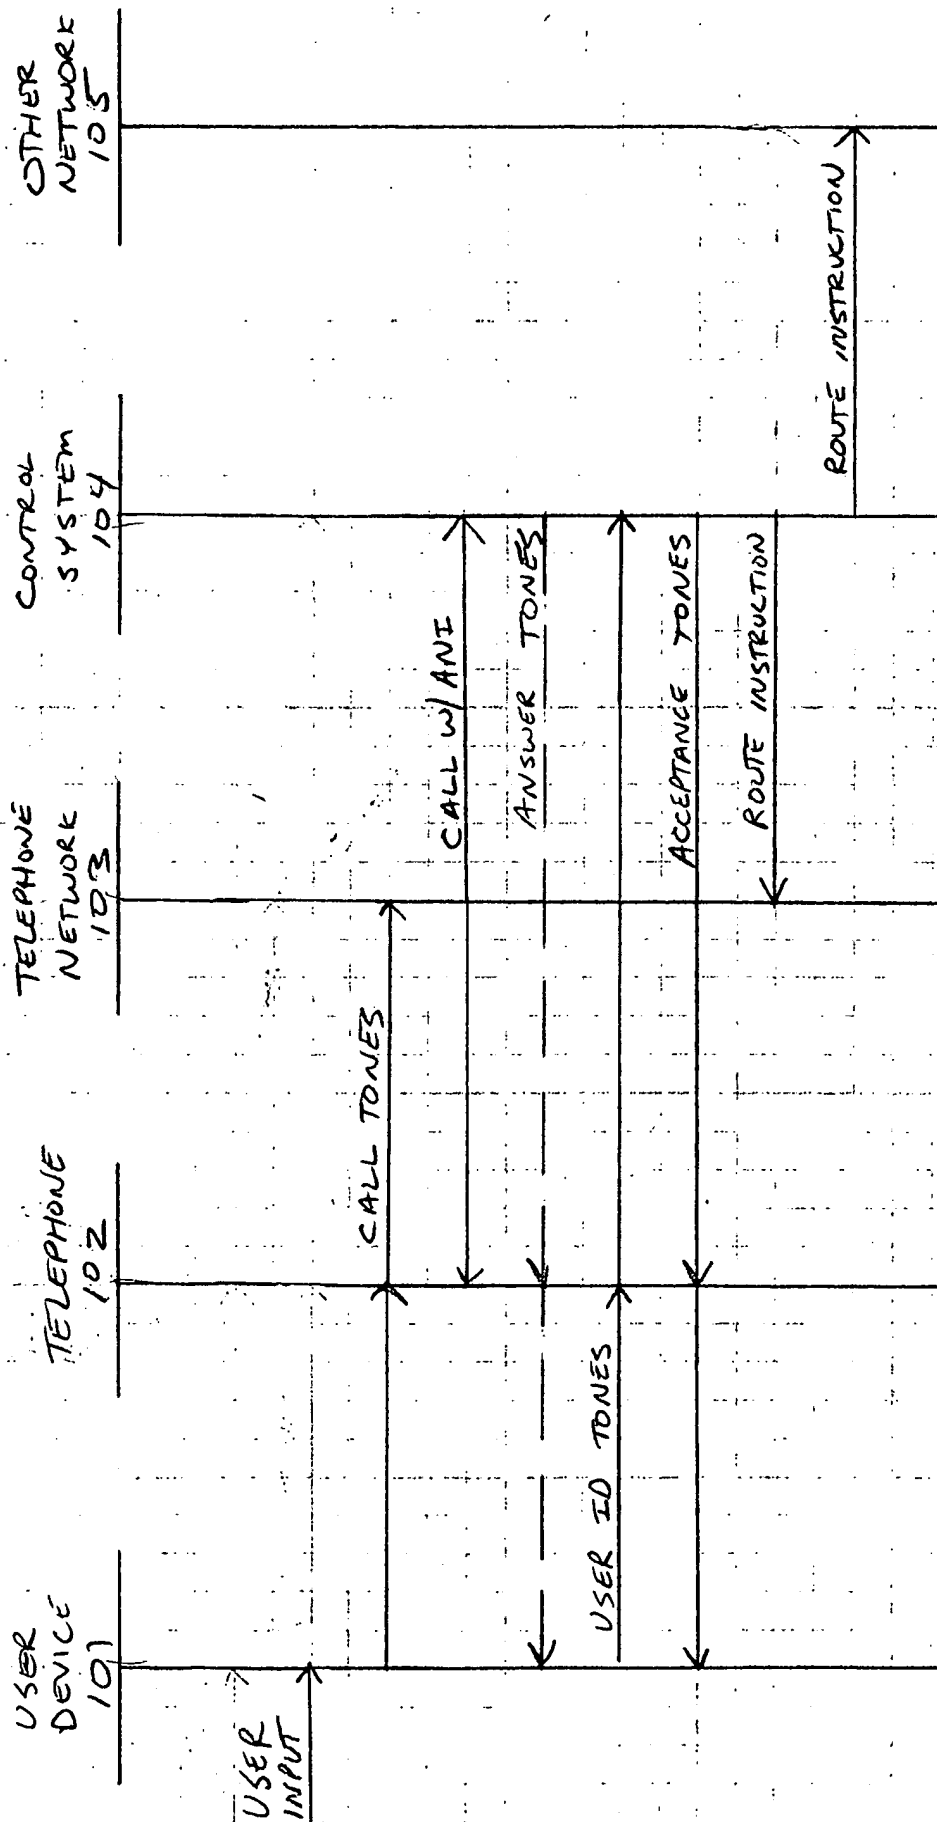 USER
DEVICE
101
TELEPHONE
102
TELEPHONE
NETWORK
103
CONTROL
SYSTEM
104
OTHER
NETWORK
105
USER
INPUT
CALL TONES
CALL W/ ANI
ANSWER TONES
USER ID TONES
ACCEPTANCE TONES
ROUTE INSTRUCTION
ROUTE INSTRUCTION